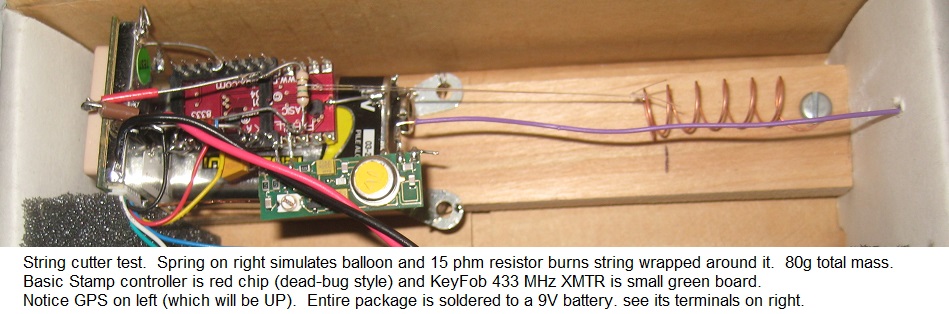 8333
String cutter test.  Spring on right simulates balloon and 15 phm resistor burns string wrapped around it.  80g total mass.
Basic Stamp controller is red chip (dead-bug style) and KeyFob 433 MHz XMTR is small green board.
Notice GPS on left (which will be UP).  Entire package is soldered to a 9V battery. see its terminals on right.